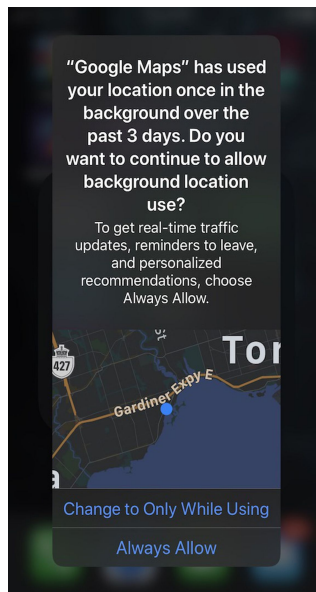 “Google Maps” has used
your location once in the
background over the
past 3 days. Do you
want to continue to allow
background location
use?
To get real-time traffic
updates, reminders to leave,
and personalized
recommendations, choose
Always Allow.
St
Tor
427
Gardiner Expy E
a
Change to Only While Using
Always Allow